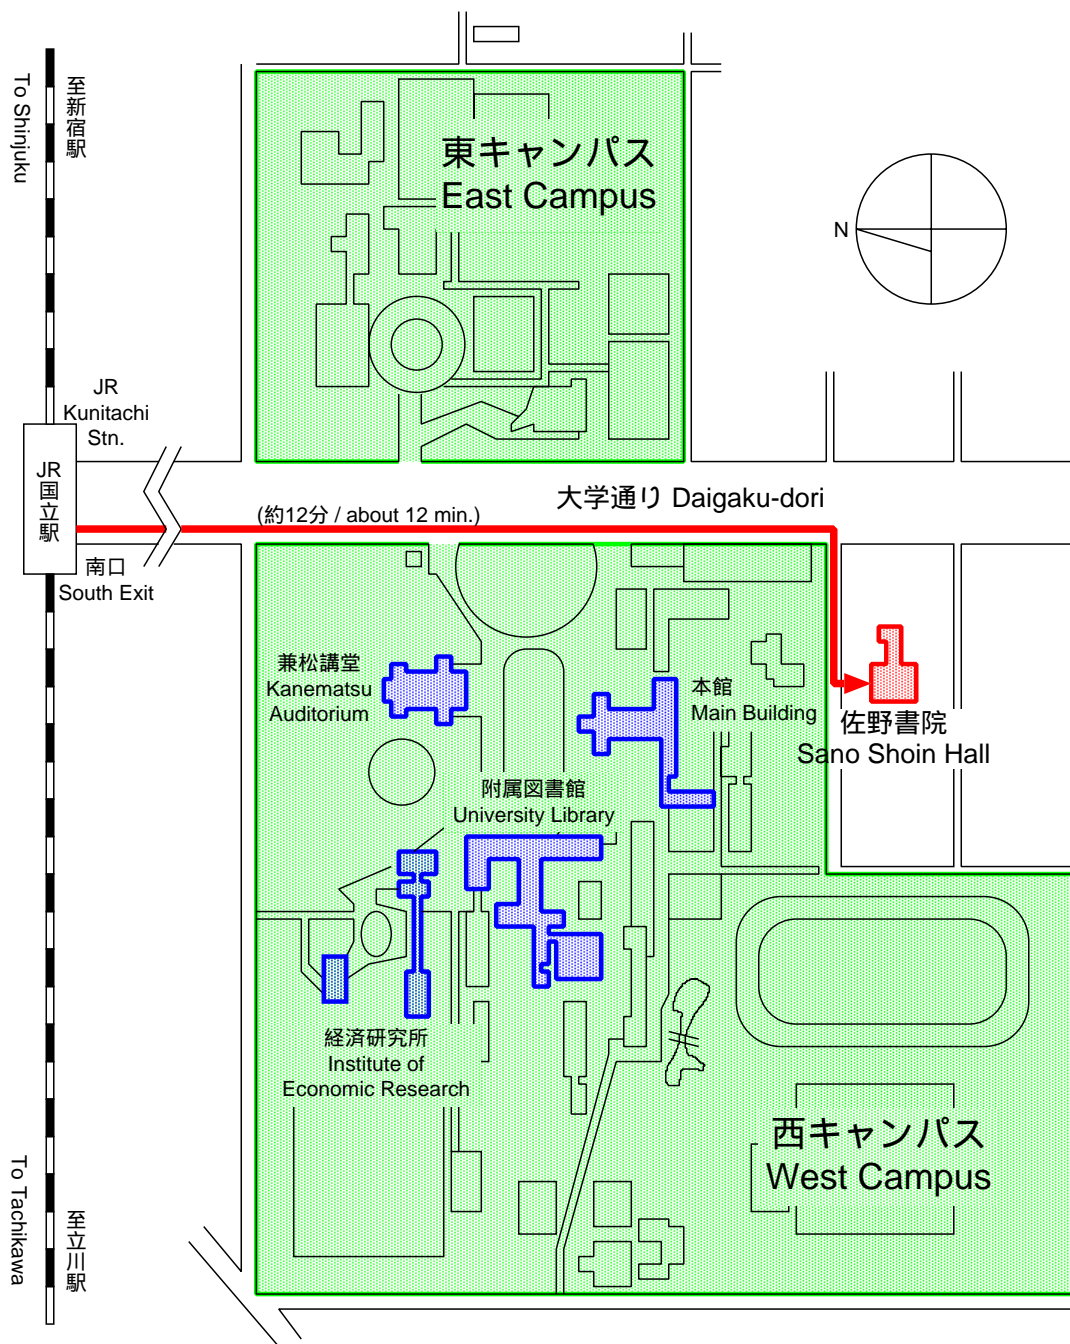 至新宿駅
To Shinjuku
東キャンパス
East Campus
N
JR
Kunitachi
Stn.
JR
国立駅
大学通り Daigaku-dori
(約12分 / about 12 min.)
南口
South Exit
兼松講堂
Kanematsu
Auditorium
本館
Main Building
佐野書院
Sano Shoin Hall
附属図書館
University Library
経済研究所
Institute of
Economic Research
西キャンパス
West Campus
To Tachikawa
至立川駅